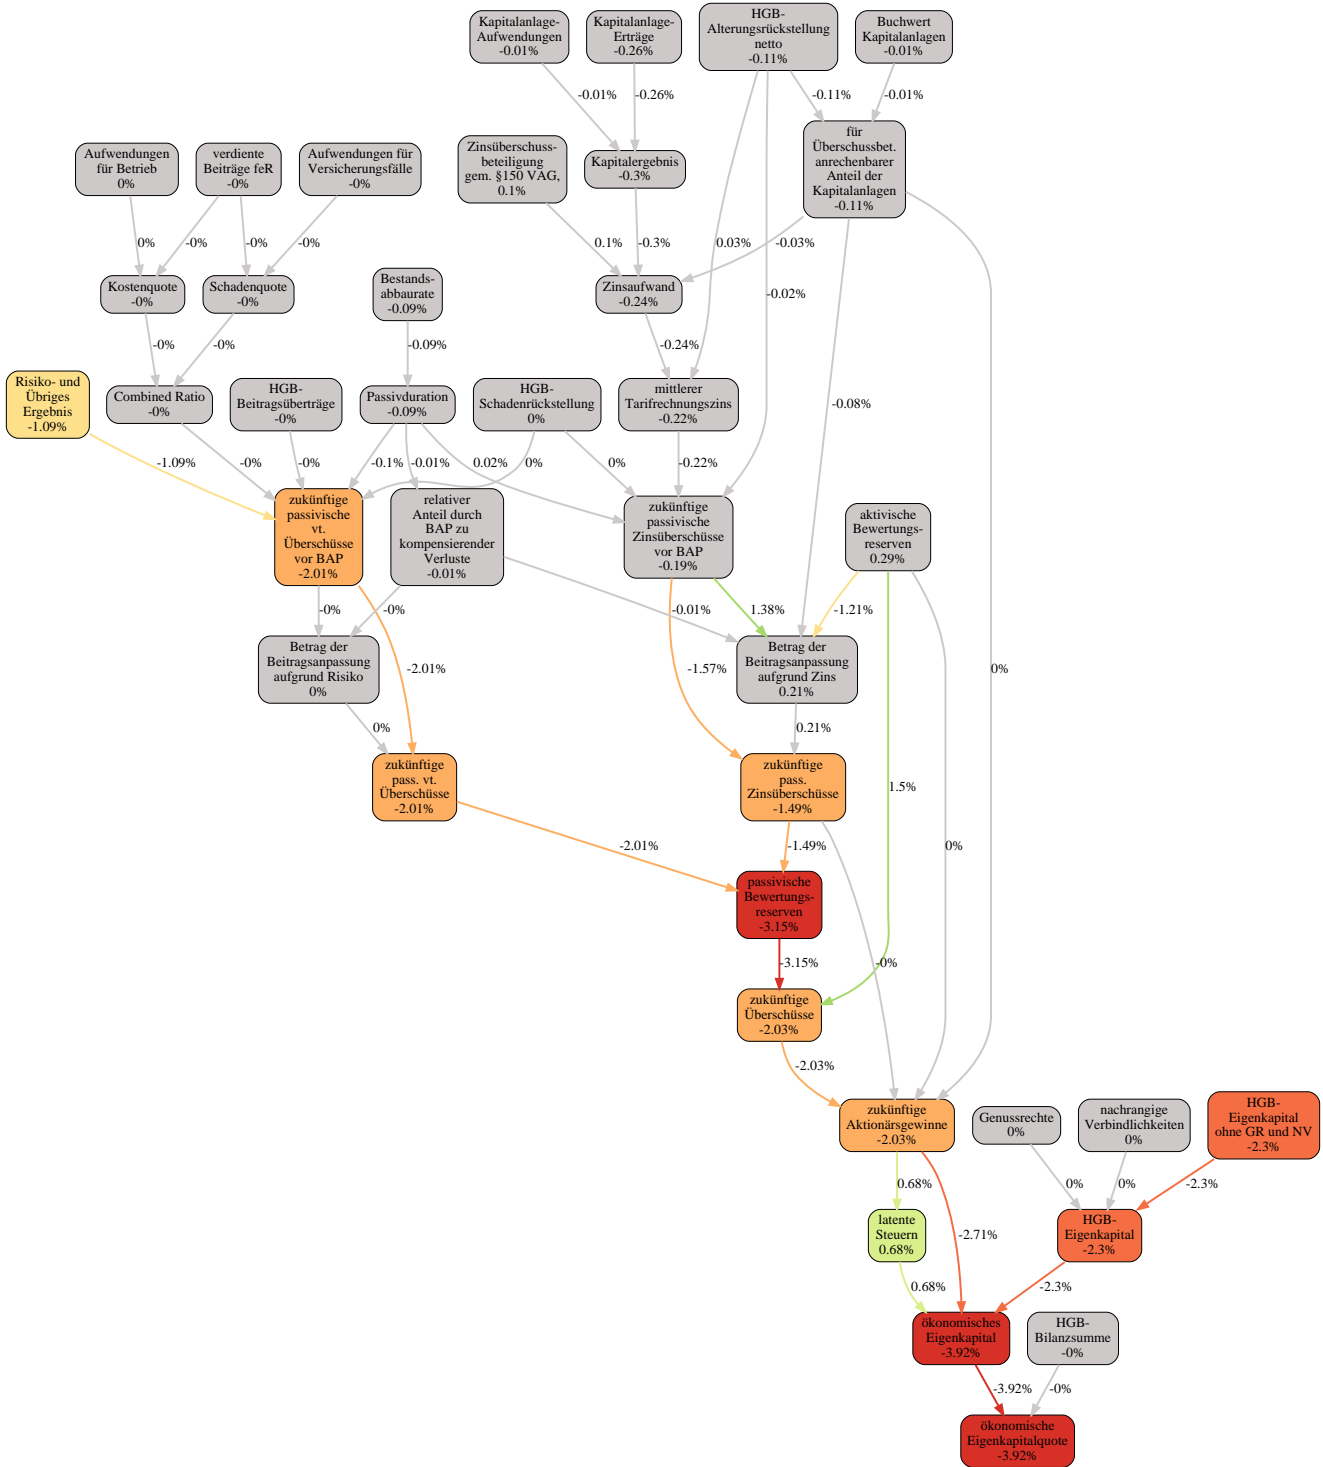 Kapitalanlage-
Aufwendungen
-0.01%
Kapitalanlage-
Erträge
-0.26%
HGB-
Alterungsrückstellung
netto
-0.11%
Buchwert
Kapitalanlagen
-0.01%
-0.01%
-0.26%
-0.11%
-0.01%
Aufwendungen
für Betrieb
0%
verdiente
Beiträge feR
-0%
Aufwendungen für
Versicherungsfälle
-0%
Zinsüberschuss-
beteiligung
gem. §150 VAG,
0.1%
Kapitalergebnis
-0.3%
für
Überschussbet.
anrechenbarer
Anteil der
Kapitalanlagen
-0.11%
0%
-0%
-0%
-0%
0.1%
-0.3%
0.03%
-0.03%
Kostenquote
-0%
Schadenquote
-0%
Bestands-
abbaurate
-0.09%
Zinsaufwand
-0.24%
-0.02%
-0%
-0%
-0.09%
-0.24%
Risiko- und
Übriges
Ergebnis
-1.09%
Combined Ratio
-0%
HGB-
Beitragsüberträge
-0%
Passivduration
-0.09%
HGB-
Schadenrückstellung
0%
mittlerer
Tarifrechnungszins
-0.22%
-0.08%
-1.09%
-0%
-0%
-0.1%
-0.01%
0.02%
0%
0%
-0.22%
zukünftige
passivische
vt.
Überschüsse
vor BAP
-2.01%
relativer
Anteil durch
BAP zu
kompensierender
Verluste
-0.01%
zukünftige
passivische
Zinsüberschüsse
vor BAP
-0.19%
aktivische
Bewertungs-
reserven
0.29%
-0%
-0%
-0.01%
1.38%
-1.21%
Betrag der
Beitragsanpassung
aufgrund Risiko
0%
-2.01%
-1.57%
Betrag der
Beitragsanpassung
aufgrund Zins
0.21%
0%
0%
0.21%
zukünftige
pass. vt.
Überschüsse
-2.01%
zukünftige
pass.
Zinsüberschüsse
-1.49%
1.5%
-2.01%
-1.49%
0%
passivische
Bewertungs-
reserven
-3.15%
-3.15%
-0%
zukünftige
Überschüsse
-2.03%
-2.03%
zukünftige
Aktionärsgewinne
-2.03%
Genussrechte
0%
nachrangige
Verbindlichkeiten
0%
HGB-
Eigenkapital
ohne GR und NV
-2.3%
0.68%
0%
0%
-2.3%
latente
Steuern
0.68%
-2.71%
HGB-
Eigenkapital
-2.3%
0.68%
-2.3%
ökonomisches
Eigenkapital
-3.92%
HGB-
Bilanzsumme
-0%
-3.92%
-0%
ökonomische
Eigenkapitalquote
-3.92%